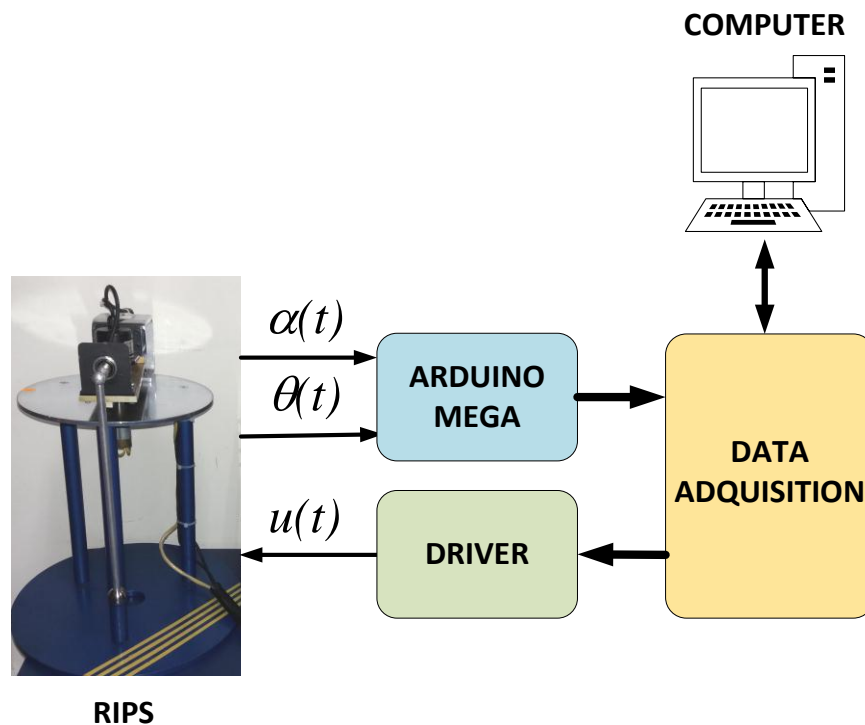 COMPUTER
α(t)
θ(t)
u(t)
ARDUINO
MEGA
DRIVER
DATA
ADQUISITION
RIPS